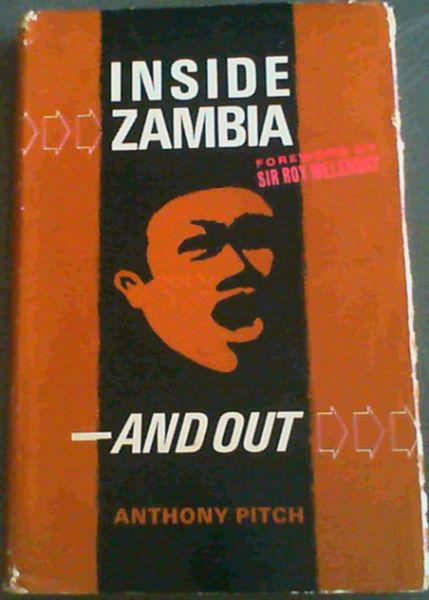 INSIDE
ZAMBIA
FOREWORD BY
SIR ROY WELENSKY
—AND OUT
ANTHONY PITCH